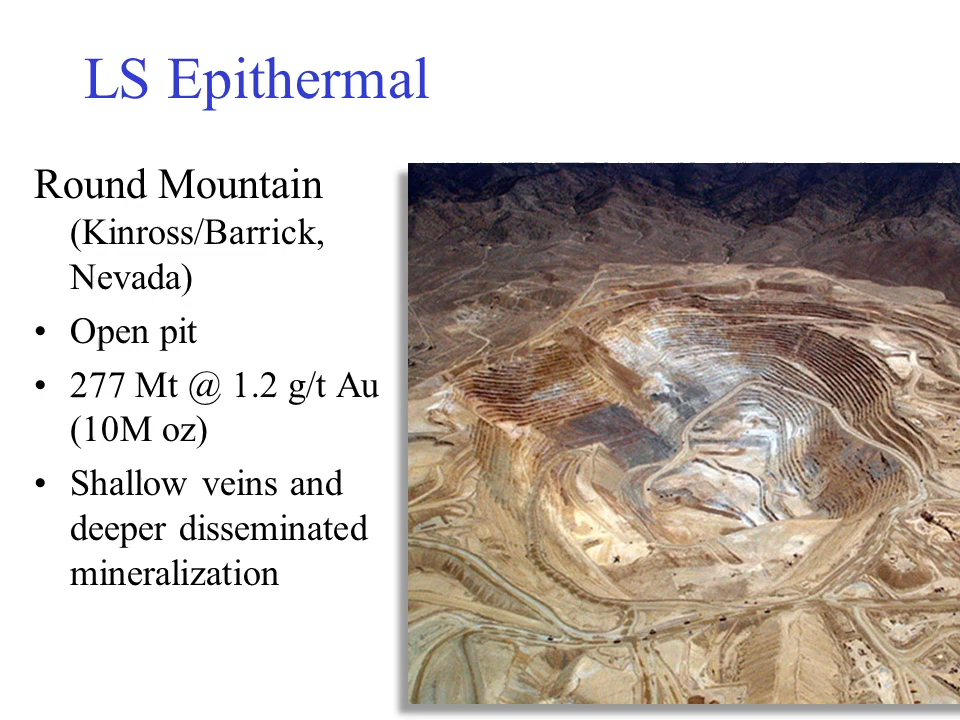 LS Epithermal
Round Mountain
(Kinross/Barrick,
Nevada)
• Open pit
• 277 Mt @ 1.2 g/t Au
(10M oz)
• Shallow veins and
deeper disseminated
mineralization